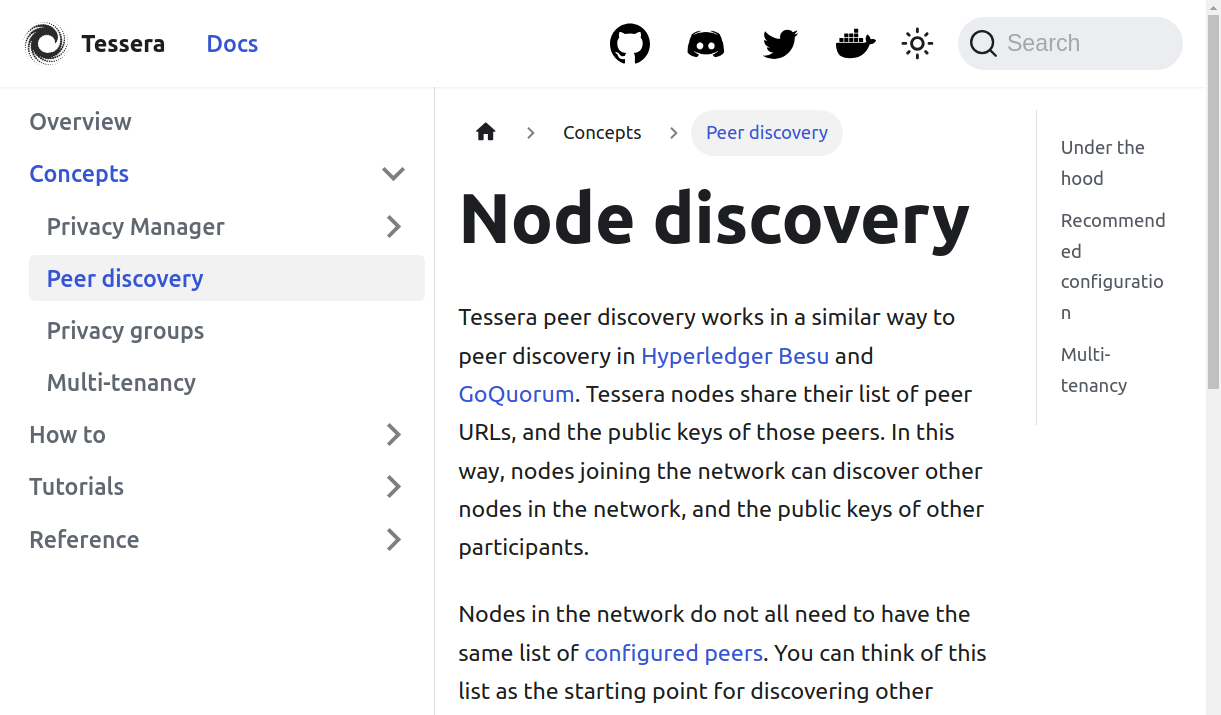 Tessera
Docs
Search
Overview
Concepts
Privacy Manager
Peer discovery
Privacy groups
Multi-tenancy
How to
Tutorials
Reference
Concepts
Peer discovery
Node discovery
Tessera peer discovery works in a similar way to
peer discovery in Hyperledger Besu and
GoQuorum. Tessera nodes share their list of peer
URLs, and the public keys of those peers. In this
way, nodes joining the network can discover other
nodes in the network, and the public keys of other
participants.
Nodes in the network do not all need to have the
same list of configured peers. You can think of this
list as the starting point for discovering other
Under the
hood
Recommend
ed
configuratio
n
Multi-
tenancy